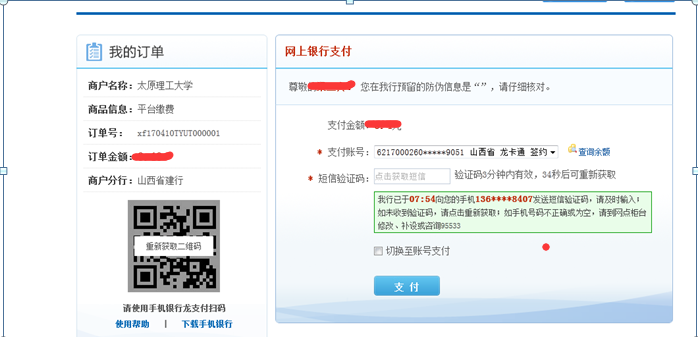 我的订单
商户名称：太原理工大学
商品信息：平台缴费
订单号： xf170410TYUT000001
订单金额：
商户分行：山西省建行
重新获取二维码
请使用手机银行龙支付扫码
使用帮助 | 下载手机银行
网上银行支付
尊敬的 您在我行预留的防伪信息是“”，请仔细核对。
支付金额
* 支付账号： 6217000260*****9051 山西省 龙卡通 签约 查询余额
* 短信验证码： 点击获取短信 验证码3分钟内有效，34秒后可重新获取
我行已于07:54向您的手机136****8407发送短信验证码，请及时输入；
如未收到验证码，请点击重新获取；如手机号码不正确或为空，请到网点柜台
修改、补设或咨询95533
切换至账号支付
支 付